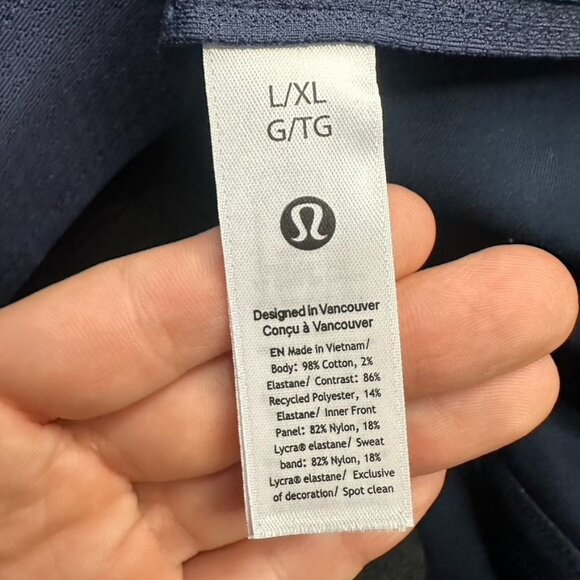 L/XL
G/TG
Designed in Vancouver
Conçu à Vancouver
EN Made in Vietnam/
Body: 98% Cotton, 2%
Elastane/ Contrast: 86%
Recycled Polyester, 14%
Elastane/ Inner Front
Panel: 82% Nylon, 18%
Lycra® elastane/ Sweat
band: 82% Nylon, 18%
Lycra® elastane/ Exclusive
of decoration/ Spot clean